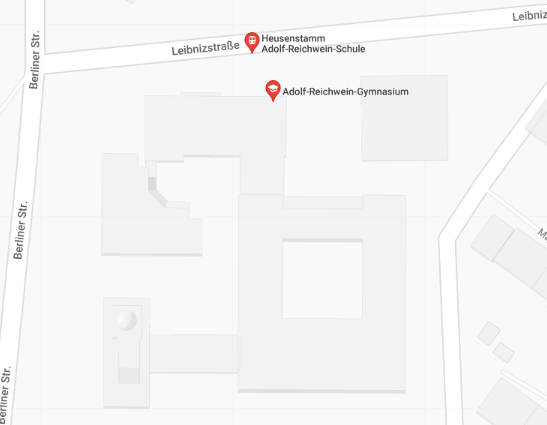 Berliner Str.
Leibnizstraße
Heusenstamm
Adolf-Reichwein-Schule
Leibniz
Adolf-Reichwein-Gymnasium
Berliner Str.
Berliner Str.